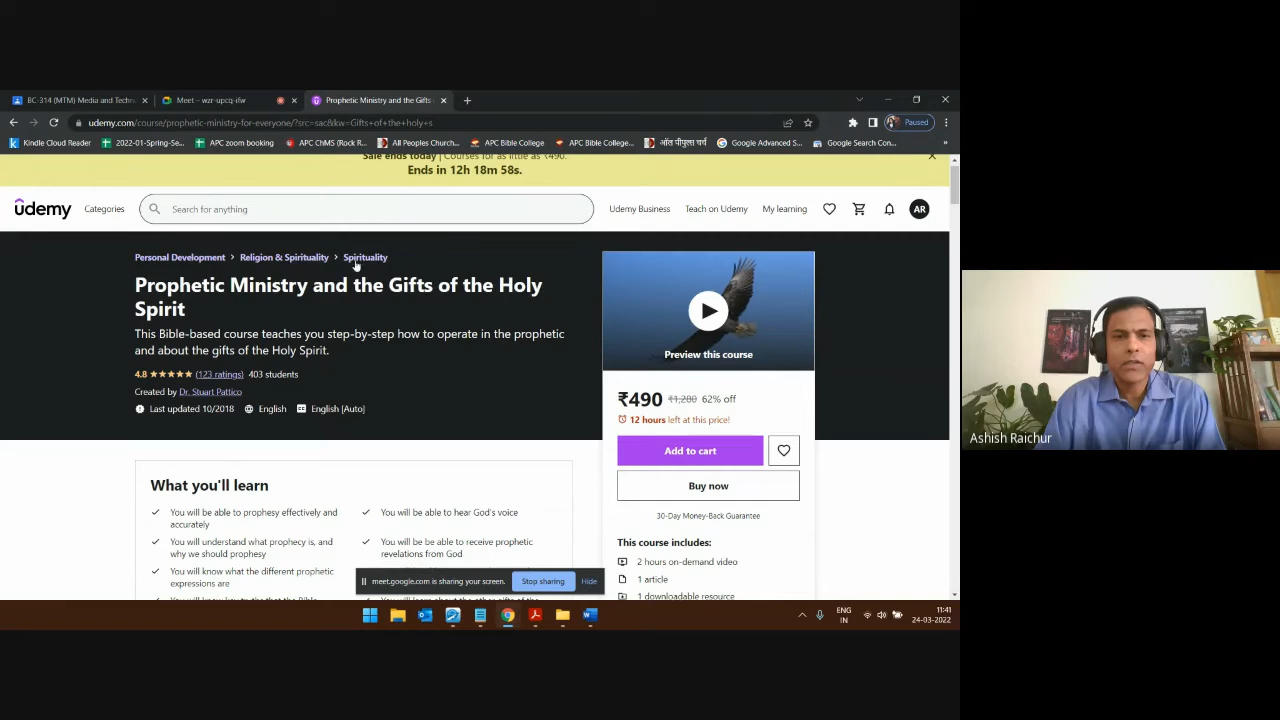 BC-314 (MTM) Media and Techn
Meet – wzr-upcq-ifw
Prophetic Ministry and the Gifts
udemy.com/course/prophetic-ministry-for-everyone/?src=sac&kw=Gifts+of+the+holy+s
Paused
Kindle Cloud Reader
2022-01-Spring-Se...
APC zoom booking
APC ChMS (Rock R...
All Peoples Church...
APC Bible College
APC Bible College...
ऑल पीपुल्स चर्च
Google Advanced S...
Google Search Con...
»
Sale ends today | Courses for as little as ₹490.
Ends in 12h 18m 58s.
udemy
Categories
Search for anything
Udemy Business
Teach on Udemy
My learning
AR
Personal Development > Religion & Spirituality > Spirituality
Prophetic Ministry and the Gifts of the Holy
Spirit
This Bible-based course teaches you step-by-step how to operate in the prophetic
and about the gifts of the Holy Spirit.
4.8 (123 ratings) 403 students
Created by Dr. Stuart Pattico
Last updated 10/2018 English English [Auto]
Preview this course
₹490 ₹1,280 62% off
12 hours left at this price!
Add to cart
Buy now
30-Day Money-Back Guarantee
This course includes:
2 hours on-demand video
1 article
1 downloadable resource
What you'll learn
You will be able to prophesy effectively and
accurately
You will understand what prophecy is, and
why we should prophesy
You will know what the different prophetic
expressions are
You will be able to hear God's voice
You will be be able to receive prophetic
revelations from God
meet.google.com is sharing your screen.
Stop sharing
Hide
ENG
IN
11:41
24-03-2022
Ashish Raichur